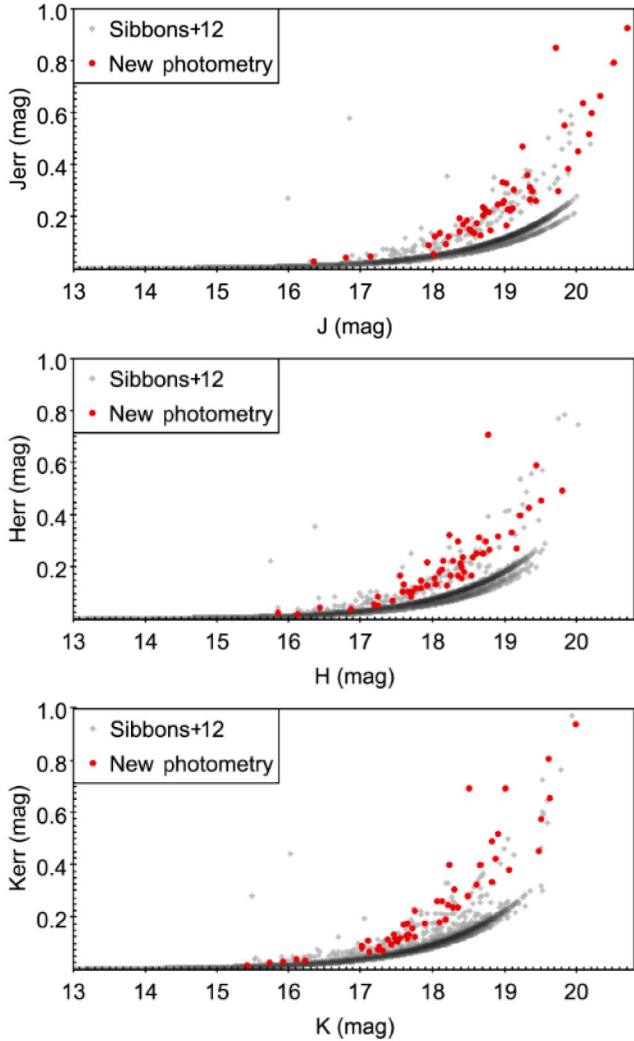 1.0
0.8
0.6
0.4
0.2
Jerr (mag)
Sibbons+12
New photometry
13 14 15 16 17 18 19 20
J (mag)
1.0
0.8
0.6
0.4
0.2
Herr (mag)
Sibbons+12
New photometry
13 14 15 16 17 18 19 20
H (mag)
1.0
0.8
0.6
0.4
0.2
Kerr (mag)
Sibbons+12
New photometry
13 14 15 16 17 18 19 20
K (mag)